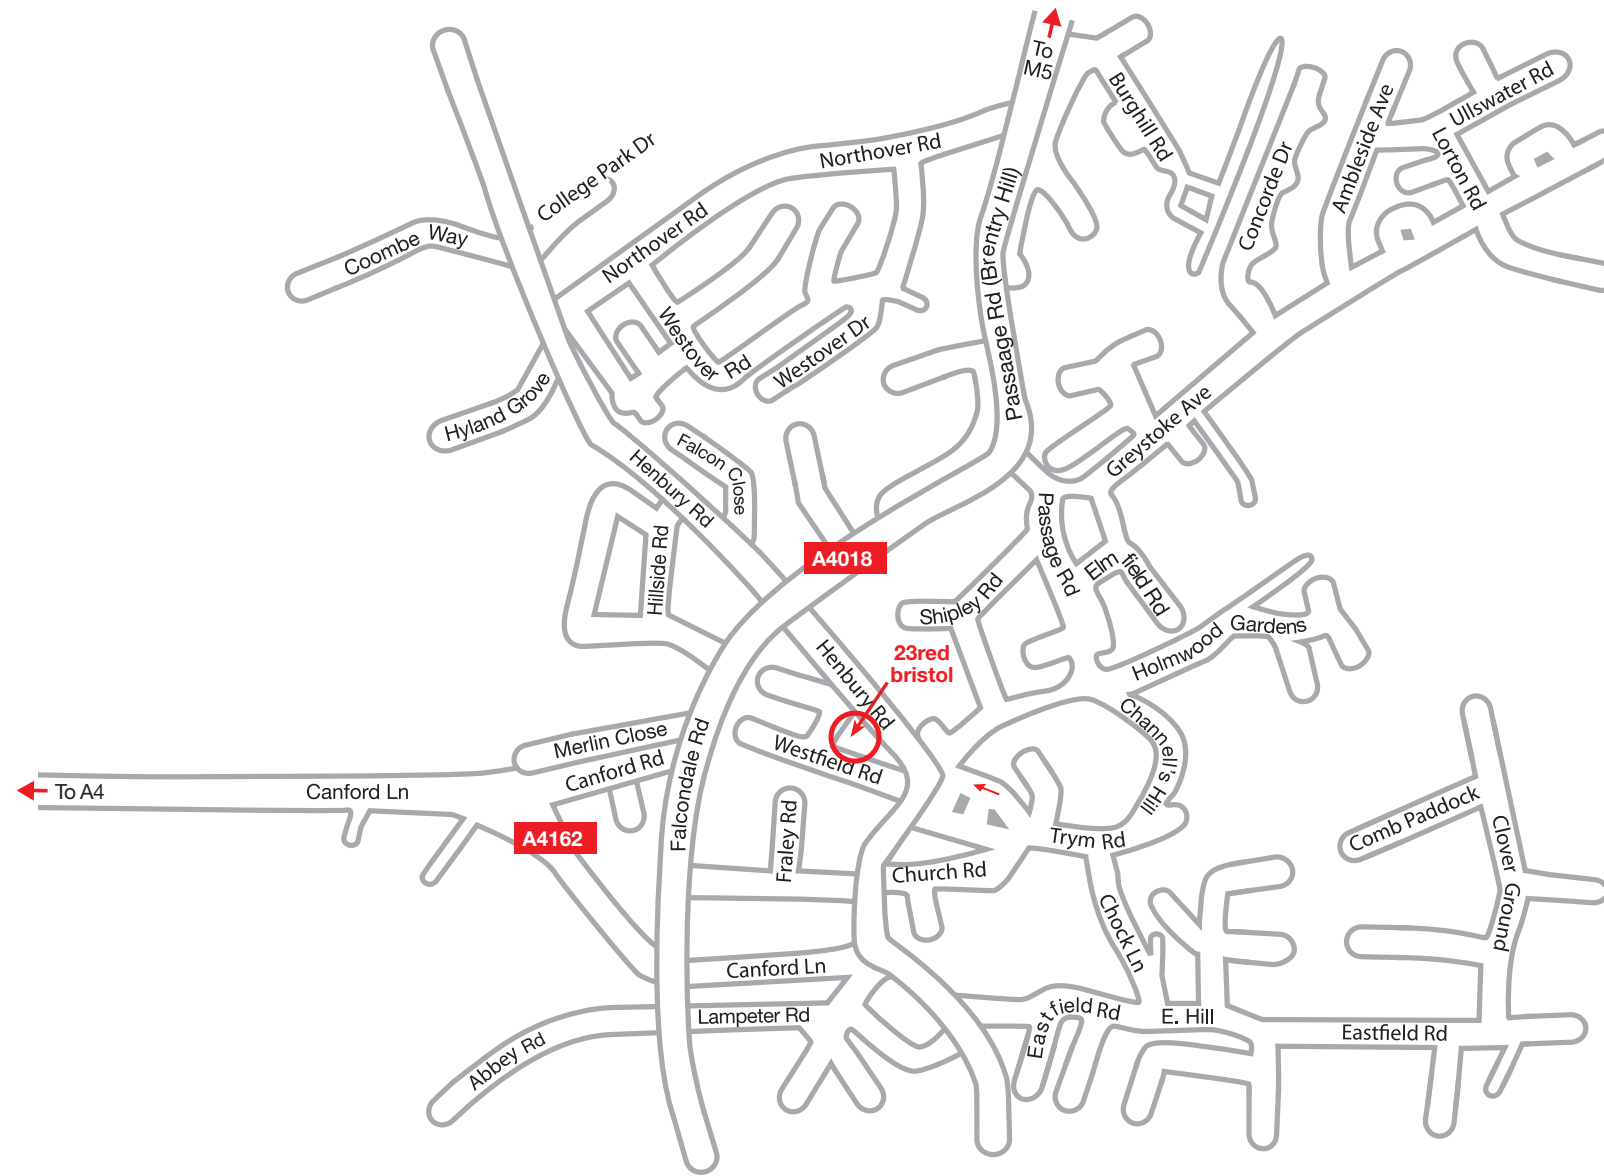 To
M5
Burghill Rd
Ullswater Rd
Ambleside Ave
Lorton Rd
Concorde Dr
College Park Dr
Northover Rd
Northover Rd
Coombe Way
Passaage Rd (Brentry Hill)
Westover Rd
Westover Dr
Hyland Grove
Greystoke Ave
Falcon Close
Henbury Rd
Hillside Rd
A4018
Passage Rd
Elm field Rd
Shipley Rd
Holmwood Gardens
23red
bristol
Henbury Rd
Channell's Hill
Merlin Close
Canford Rd
Westfield Rd
Falcondale Rd
To A4
Canford Ln
A4162
Fraley Rd
Church Rd
Trym Rd
Comb Paddock
Clover Ground
Chock Ln
Canford Ln
Lampeter Rd
Abbey Rd
Eastfield Rd
E. Hill
Eastfield Rd